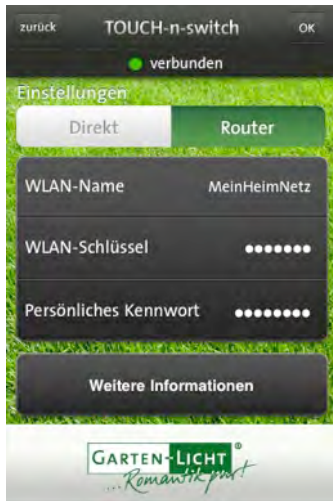 zurück TOUCH-n-switch OK
verbunden
Einstellungen
Direkt Router
WLAN-Name MeinHeimNetz
WLAN-Schlüssel •••••••
Persönliches Kennwort ••••••••
Weitere Informationen
GARTEN-LICHT®
...Romantik pur!